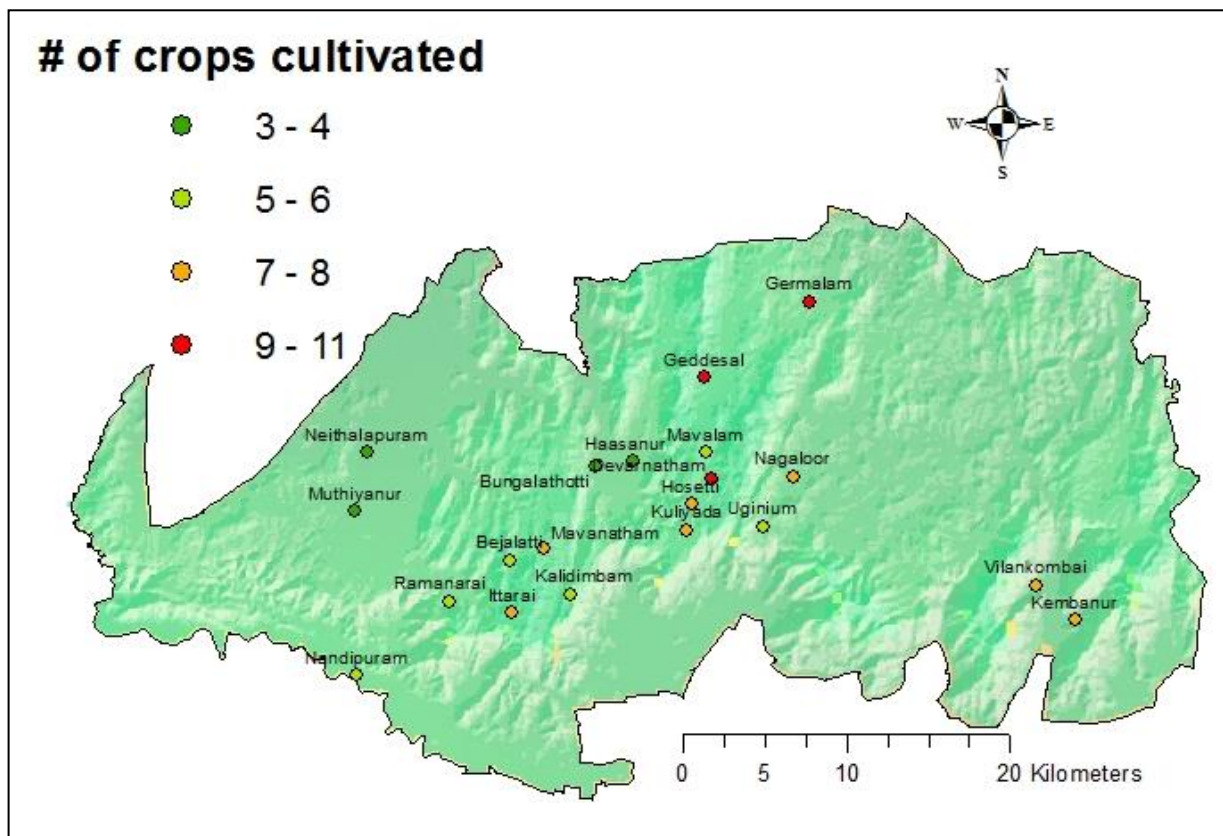 # of crops cultivated
3 - 4
5 - 6
7 - 8
9 - 11
N
W
E
S
Germalam
Geddesal
Neithalapuram
Haasanur
Mavalam
Devarnatham
Nagaloor
Bungalathotti
Muthiyanur
Hosetti
Kuliyada
Uginium
Bejalatti
Mavanatham
Ramanarai
Ittarai
Kalidimbam
Vilankombai
Kembanur
Nandipuram
0 5 10 20 Kilometers